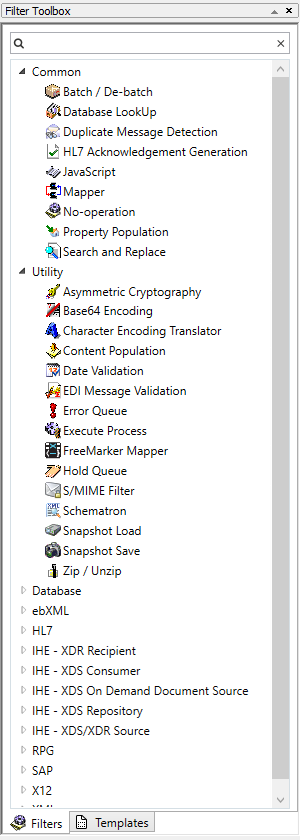 Filter Toolbox
Common
Batch / De-batch
Database LookUp
Duplicate Message Detection
HL7 Acknowledgement Generation
JavaScript
Mapper
No-operation
Property Population
Search and Replace
Utility
Asymmetric Cryptography
Base64 Encoding
Character Encoding Translator
Content Population
Date Validation
EDI Message Validation
Error Queue
Execute Process
FreeMarker Mapper
Hold Queue
S/MIME Filter
Schematron
Snapshot Load
Snapshot Save
Zip / Unzip
Database
ebXML
HL7
IHE - XDR Recipient
IHE - XDS Consumer
IHE - XDS On Demand Document Source
IHE - XDS Repository
IHE - XDS/XDR Source
RPG
SAP
X12
Filters
Templates